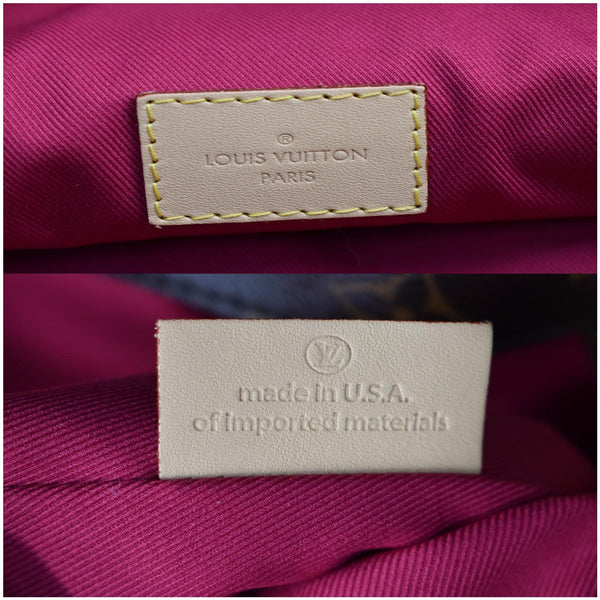 ®
LOUIS VUITTON
PARIS
LV
made in U.S.A.
of imported materials